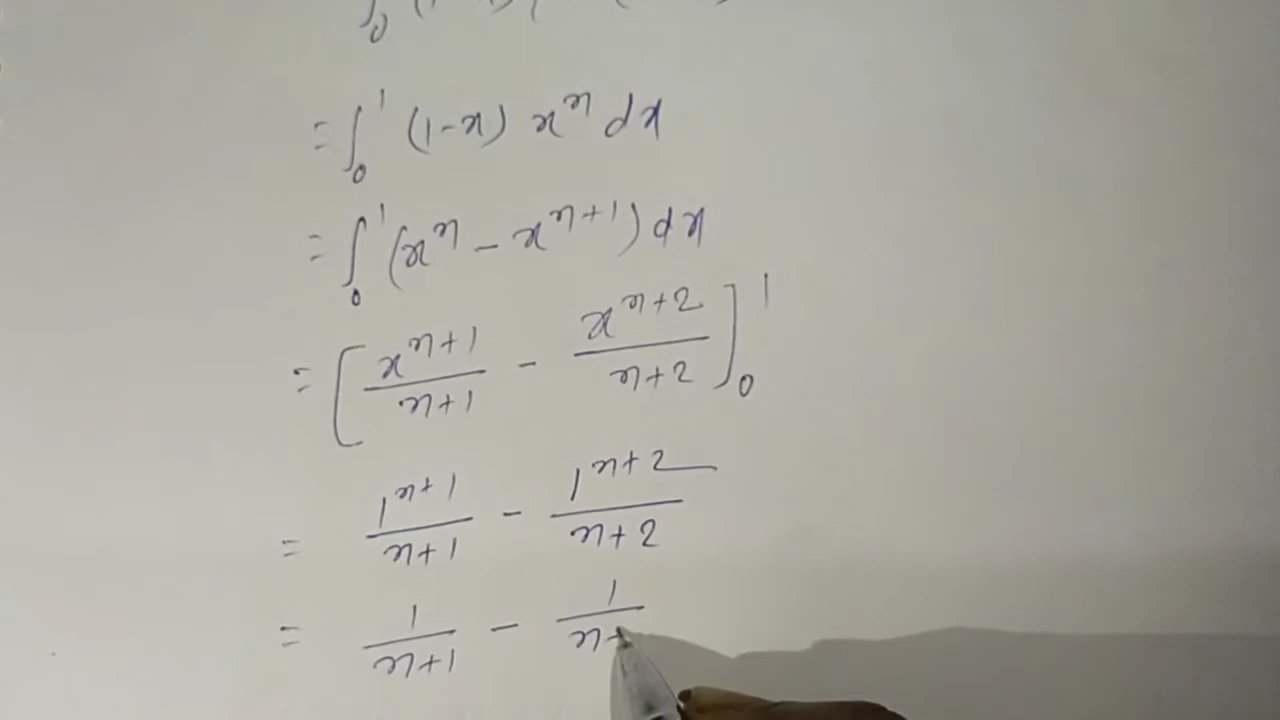 = ∫₀¹ (1-x) xⁿ dx
= ∫₀¹ (xⁿ - xⁿ⁺¹) dx
= [xⁿ⁺¹/n+1 - xⁿ⁺²/n+2]₀¹
= 1ⁿ⁺¹/n+1 - 1ⁿ⁺²/n+2
= 1/n+1 - 1/n+